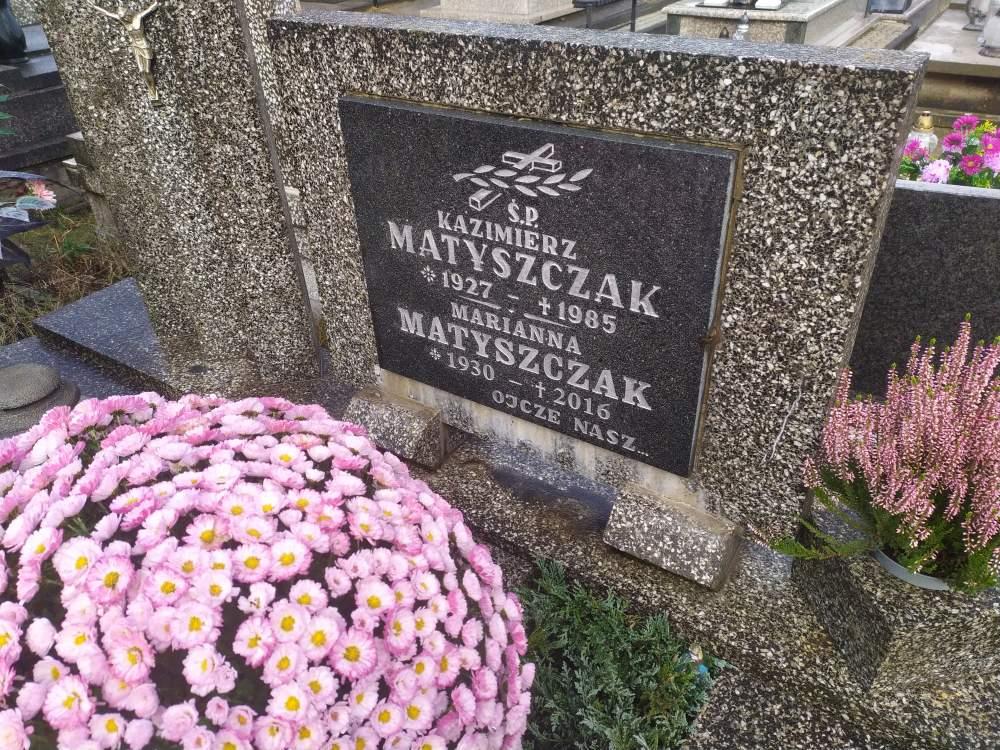 Ś.P.
KAZIMIERZ
MATYSZCZAK
* 1927 - ✝ 1985
MARIANNA
MATYSZCZAK
* 1930 - ✝ 2016
OJCZE NASZ...